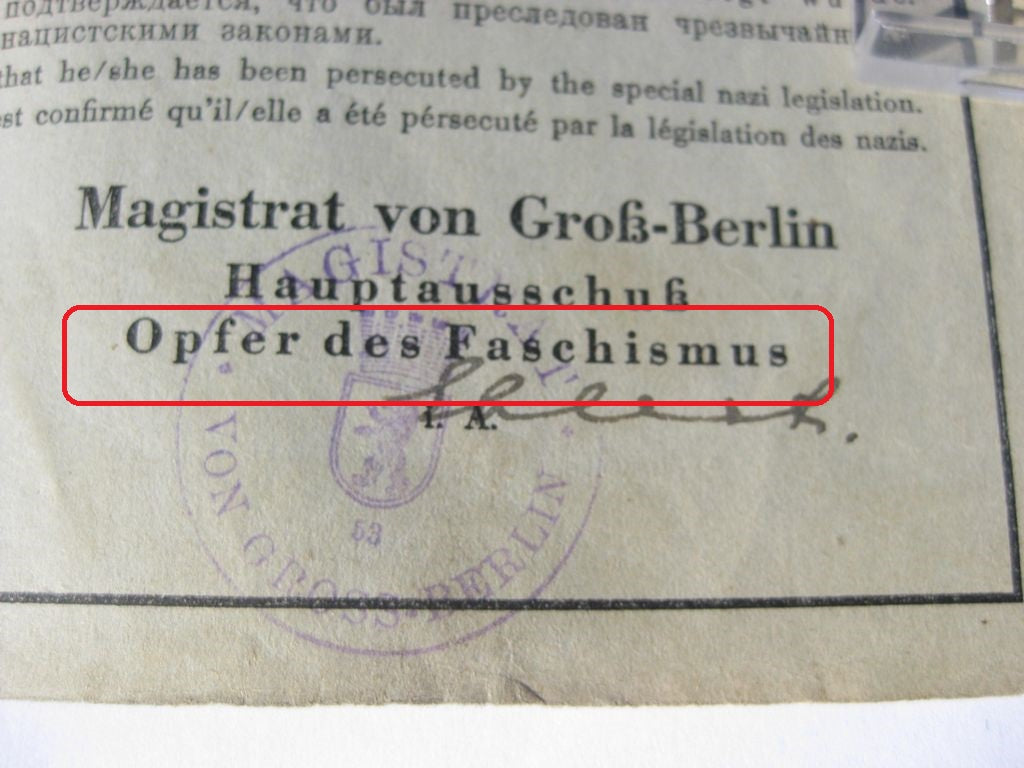 подтверждается, что был преследован чрезвычайн
нацистскими законами.
that he/she has been persecuted by the special nazi legislation.
est confirmé qu'il/elle a été pérsecuté par la législation des nazis.
Magistrat von Groß-Berlin
Hauptausschuß
Opfer des Faschismus
i. A.
MAGISTRAT
VON GROSS-BERLIN
53